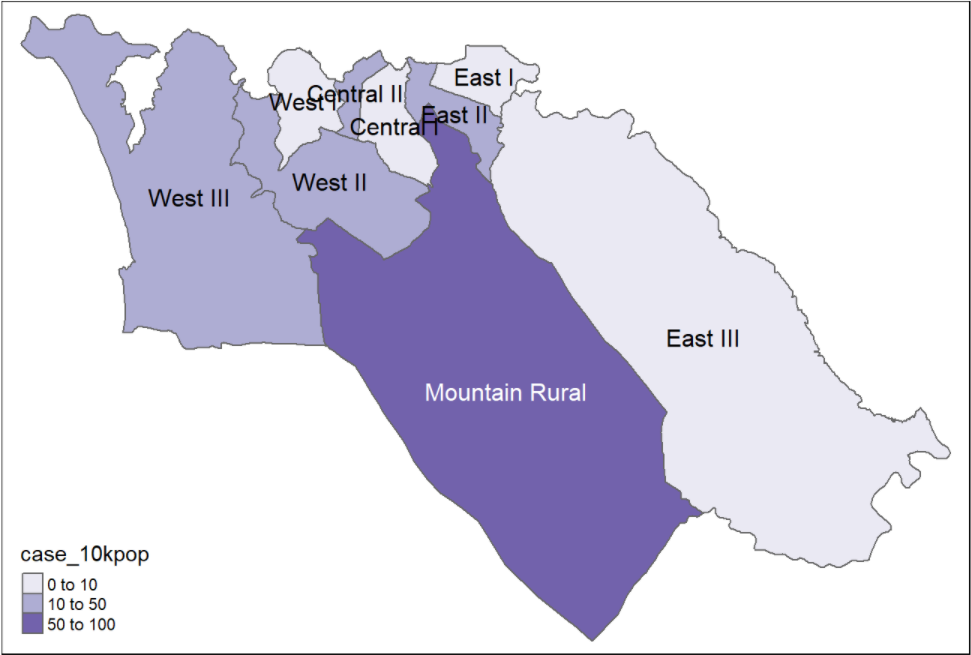 East I
Central II
West I
East II
Central I
West II
West III
East III
Mountain Rural
case_10kpop
0 to 10
10 to 50
50 to 100